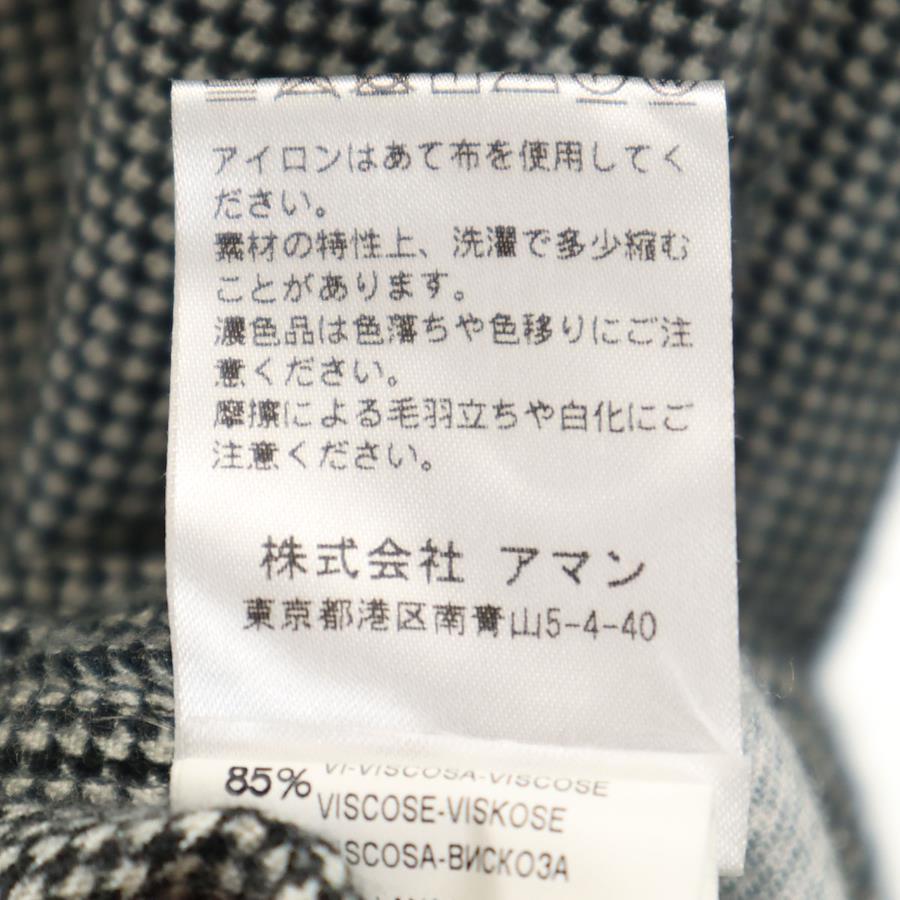 アイロンはあて布を使用してく
ださい。
素材の特性上、洗濯で多少縮む
ことがあります。
濃色品は色落ちや色移りにご注
意ください。
摩擦による毛羽立ちや白化にご
注意ください。
株式会社 アマン
東京都港区南青山5-4-40
85% VI-VISCOSA-VISCOSE
VISCOSE-VISKOSE
VISCOSA-ВИСКОЗА